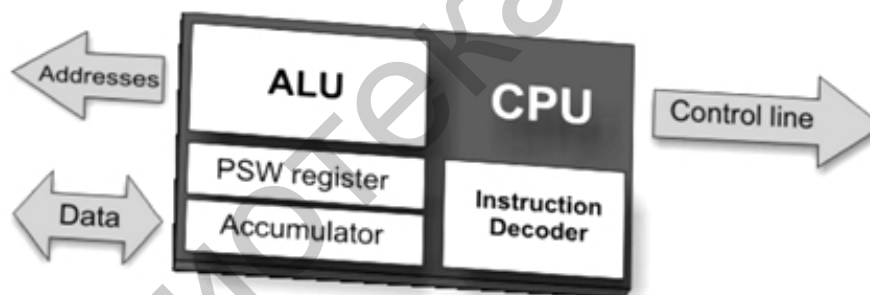 Addresses
ALU
CPU
Control line
PSW register
Data
Accumulator
Instruction
Decoder